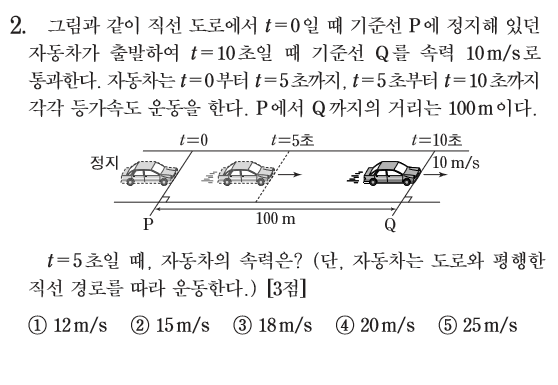 2. 그림과 같이 직선 도로에서 t=0일 때 기준선 P에 정지해 있던
자동차가 출발하여 t=10초일 때 기준선 Q를 속력 10m/s로
통과한다. 자동차는 t=0부터 t=5초까지, t=5초부터 t=10초까지
각각 등가속도 운동을 한다. P에서 Q까지의 거리는 100m이다.
t=0 t=5초 t=10초
정지 10 m/s
100 m
P Q
t=5초일 때, 자동차의 속력은? (단, 자동차는 도로와 평행한
직선 경로를 따라 운동한다.) [3점]
① 12m/s ② 15m/s ③ 18m/s ④ 20m/s ⑤ 25m/s